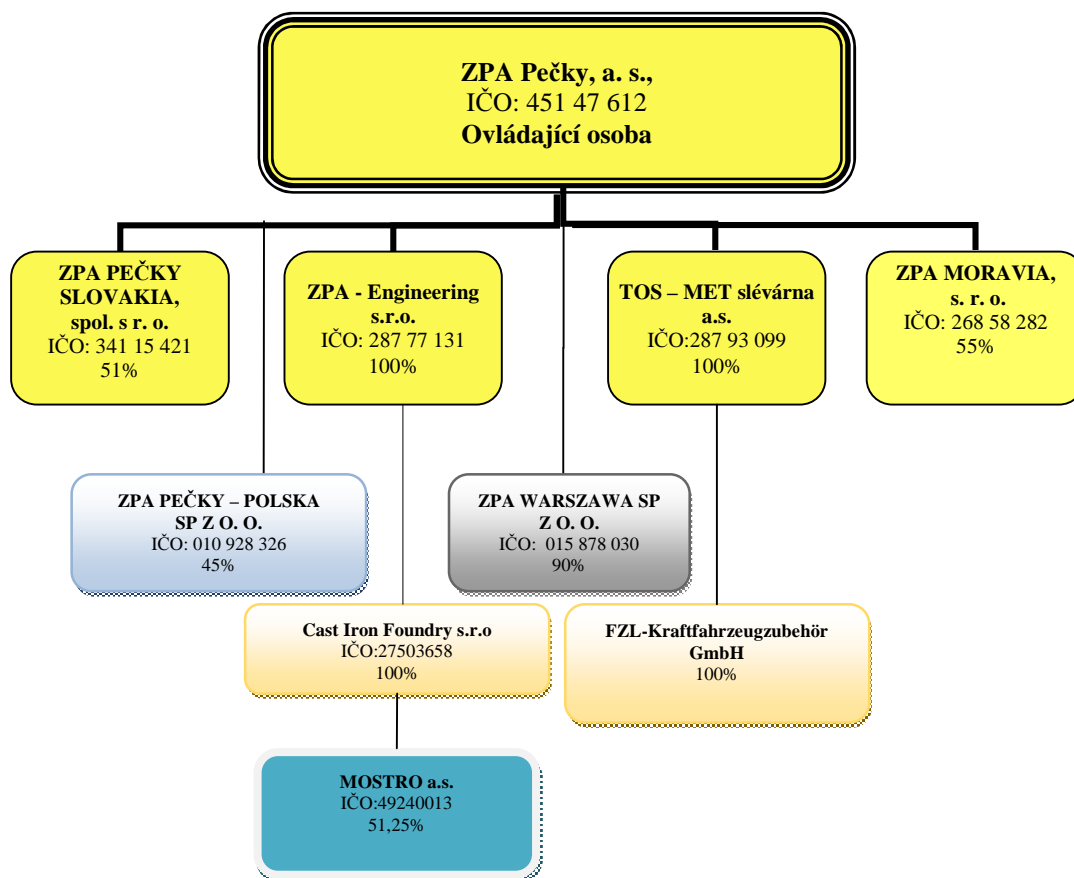 ZPA Pečky, a. s.,
IČO: 451 47 612
Ovládající osoba
ZPA PEČKY
SLOVAKIA,
spol. s r. o.
IČO: 341 15 421
51%
ZPA - Engineering
s.r.o.
IČO: 287 77 131
100%
TOS – MET slévárna
a.s.
IČO:287 93 099
100%
ZPA MORAVIA,
s. r. o.
IČO: 268 58 282
55%
ZPA PEČKY – POLSKA
SP Z O. O.
IČO: 010 928 326
45%
ZPA WARSZAWA SP
Z O. O.
IČO:  015 878 030
90%
Cast Iron Foundry s.r.o
IČO:27503658
100%
FZL-Kraftfahrzeugzubehör
GmbH
100%
MOSTRO a.s.
IČO:49240013
51,25%